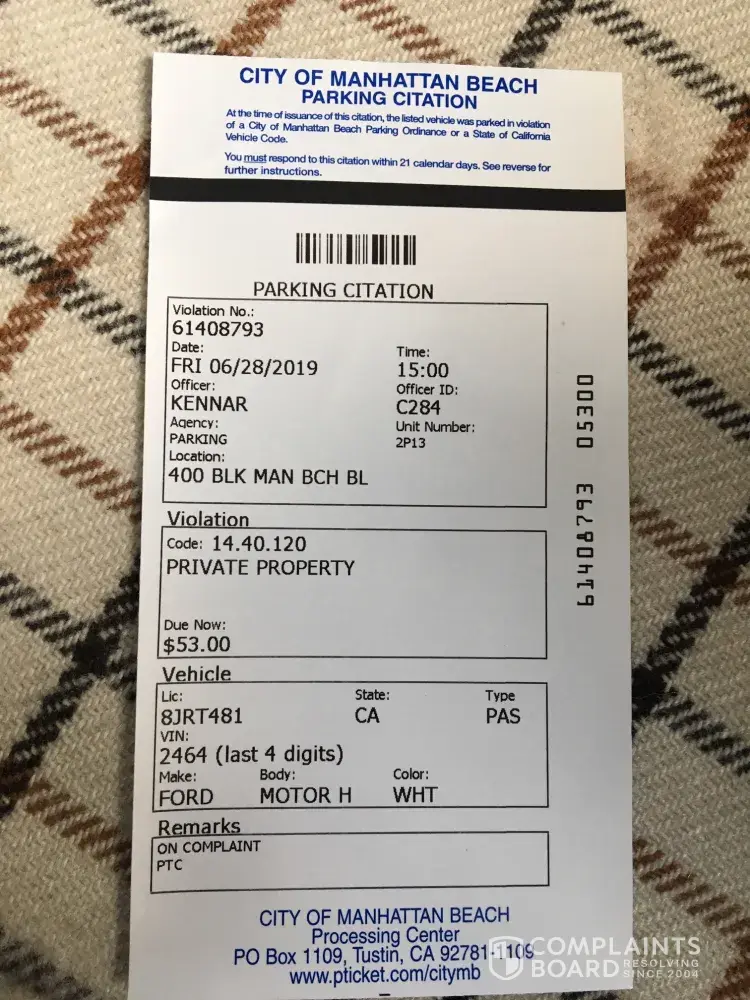 CITY OF MANHATTAN BEACH
PARKING CITATION
At the time of issuance of this citation, the listed vehicle was parked in violation
of a City of Manhattan Beach Parking Ordinance or a State of California
Vehicle Code.
You must respond to this citation within 21 calendar days. See reverse for
further instructions.
PARKING CITATION
Violation No.:
61408793
Date: Time:
FRI 06/28/2019 15:00
Officer: Officer ID:
KENNAR C284
Agency: Unit Number:
PARKING 2P13
Location:
400 BLK MAN BCH BL
61408793 05300
Violation
Code: 14.40.120
PRIVATE PROPERTY
Due Now:
$53.00
Vehicle
Lic: State: Type
8JRT481 CA PAS
VIN:
2464 (last 4 digits)
Make: Body: Color:
FORD MOTOR H WHT
Remarks
ON COMPLAINT
PTC
CITY OF MANHATTAN BEACH
Processing Center
PO Box 1109, Tustin, CA 92781-1109
www.pticket.com/citymb
COMPLAINTS
BOARD RESOLVING
SINCE 2004